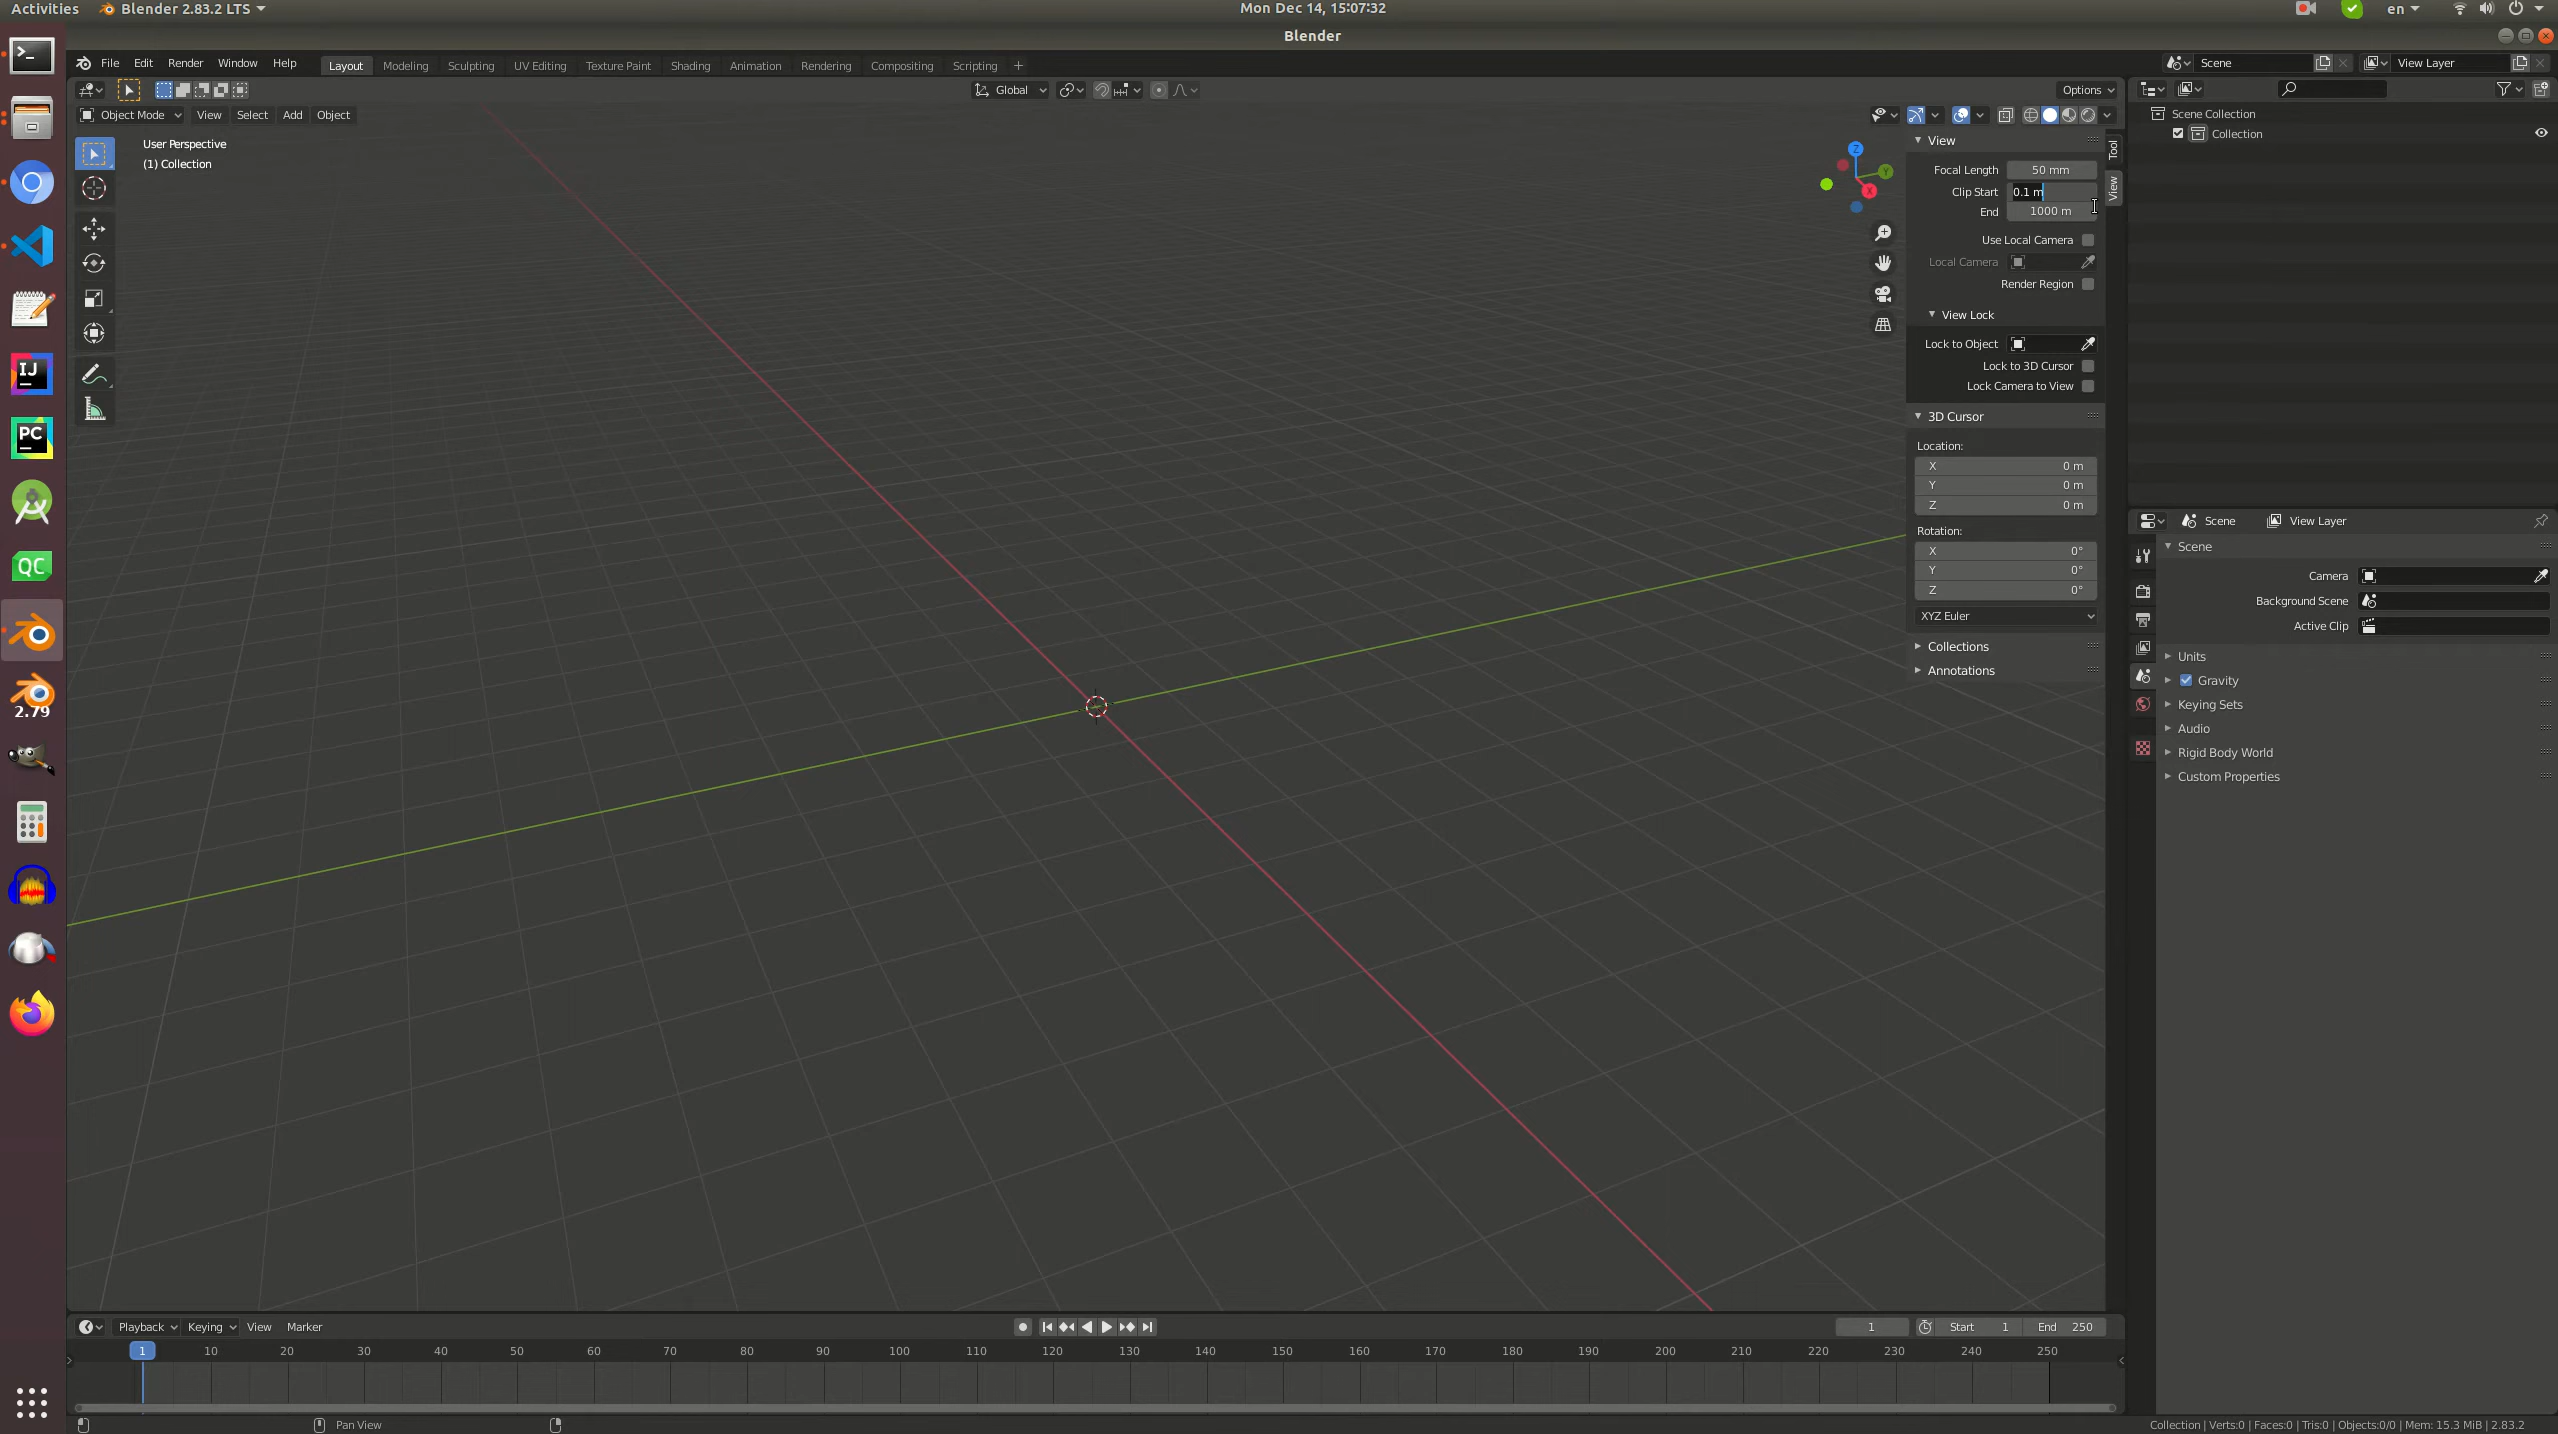 Activities Blender 2.83.2 LTS Mon Dec 14, 15:07:32 en
Blender
File Edit Render Window Help Layout Modeling Sculpting UV Editing Texture Paint Shading Animation Rendering Compositing Scripting + Scene View Layer
Global Options
Object Mode View Select Add Object
User Perspective
(1) Collection
Z
Y
X
View
Focal Length 50 mm
Clip Start 0.1 m
End 1000 m
Use Local Camera
Local Camera
Render Region
View Lock
Lock to Object
Lock to 3D Cursor
Lock Camera to View
3D Cursor
Location:
X 0 m
Y 0 m
Z 0 m
Rotation:
X 0°
Y 0°
Z 0°
XYZ Euler
Collections
Annotations
Tool
View
Scene Collection
Collection
Scene View Layer
Scene
Camera
Background Scene
Active Clip
Units
Gravity
Keying Sets
Audio
Rigid Body World
Custom Properties
IJ
PC
QC
2.79
Playback Keying View Marker 1 Start 1 End 250
1 10 20 30 40 50 60 70 80 90 100 110 120 130 140 150 160 170 180 190 200 210 220 230 240 250
Pan View
Collection | Verts:0 | Faces:0 | Tris:0 | Objects:0/0 | Mem: 15.3 MiB | 2.83.2